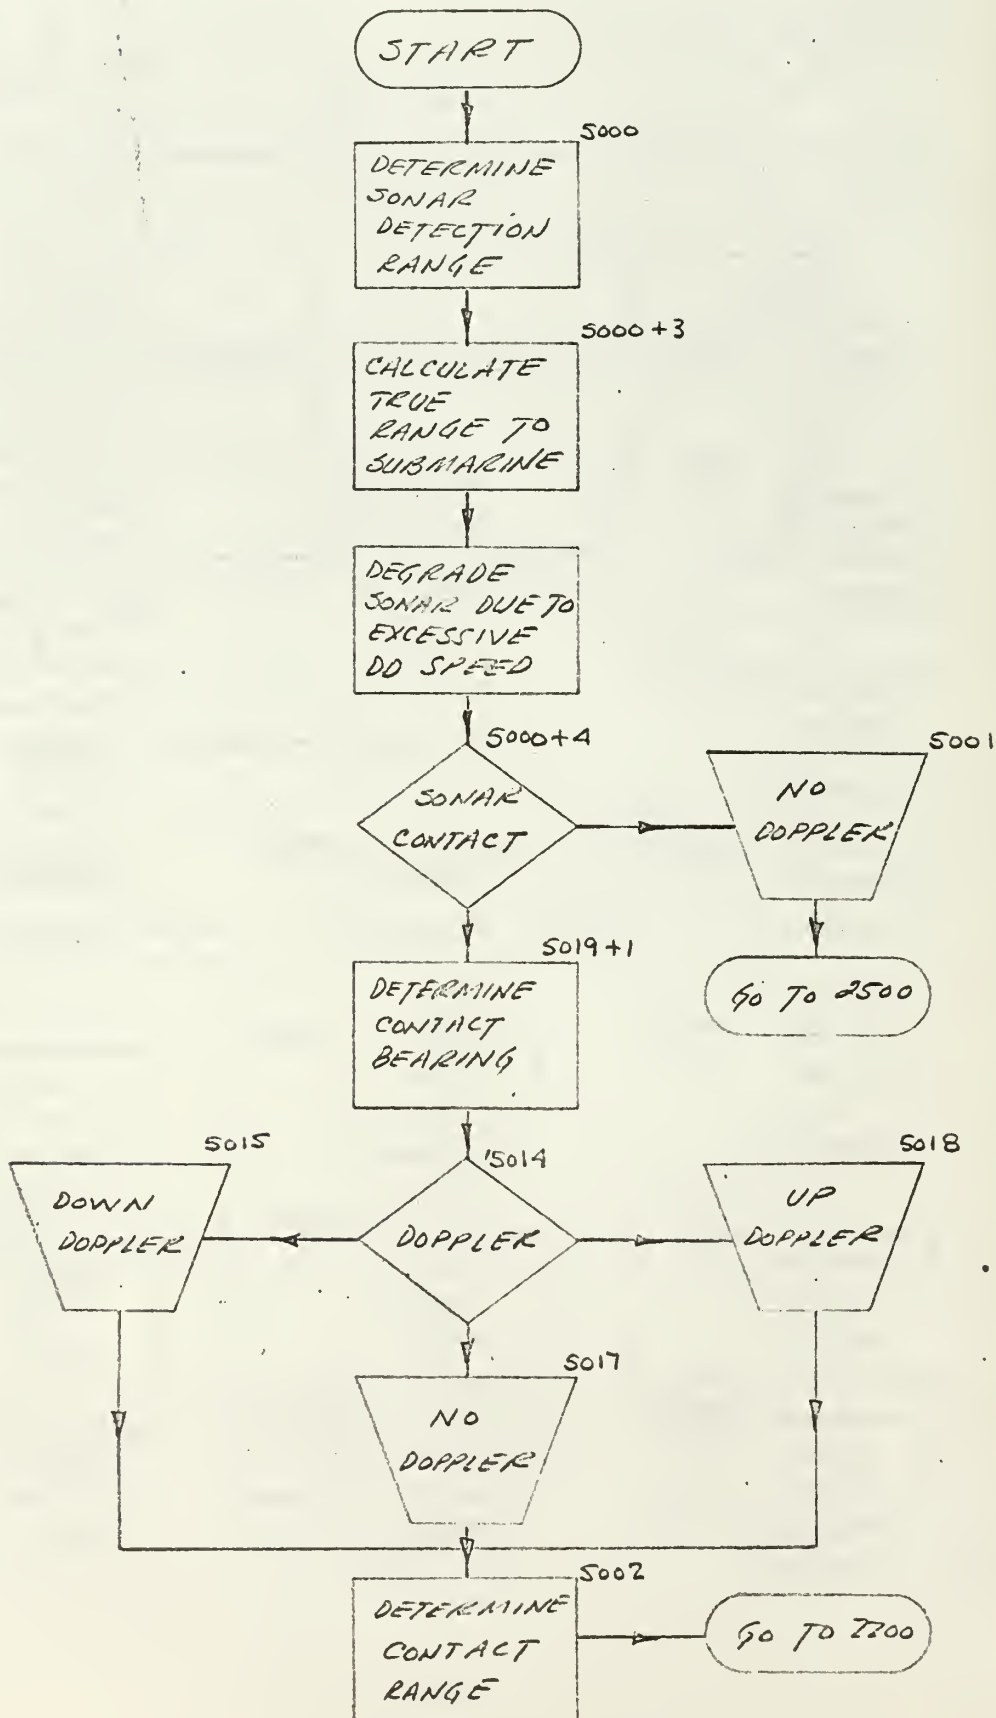 START
5000
DETERMINE
SONAR
DETECTION
RANGE
5000+3
CALCULATE
TRUE
RANGE TO
SUBMARINE
DEGRADE
SONAR DUE TO
EXCESSIVE
DD SPEED
5000+4
SONAR
CONTACT
5001
NO
DOPPLER
GO TO 2500
5019+1
DETERMINE
CONTACT
BEARING
5015
DOWN
DOPPLER
5014
DOPPLER
5018
UP
DOPPLER
5017
NO
DOPPLER
5002
DETERMINE
CONTACT
RANGE
GO TO 2200